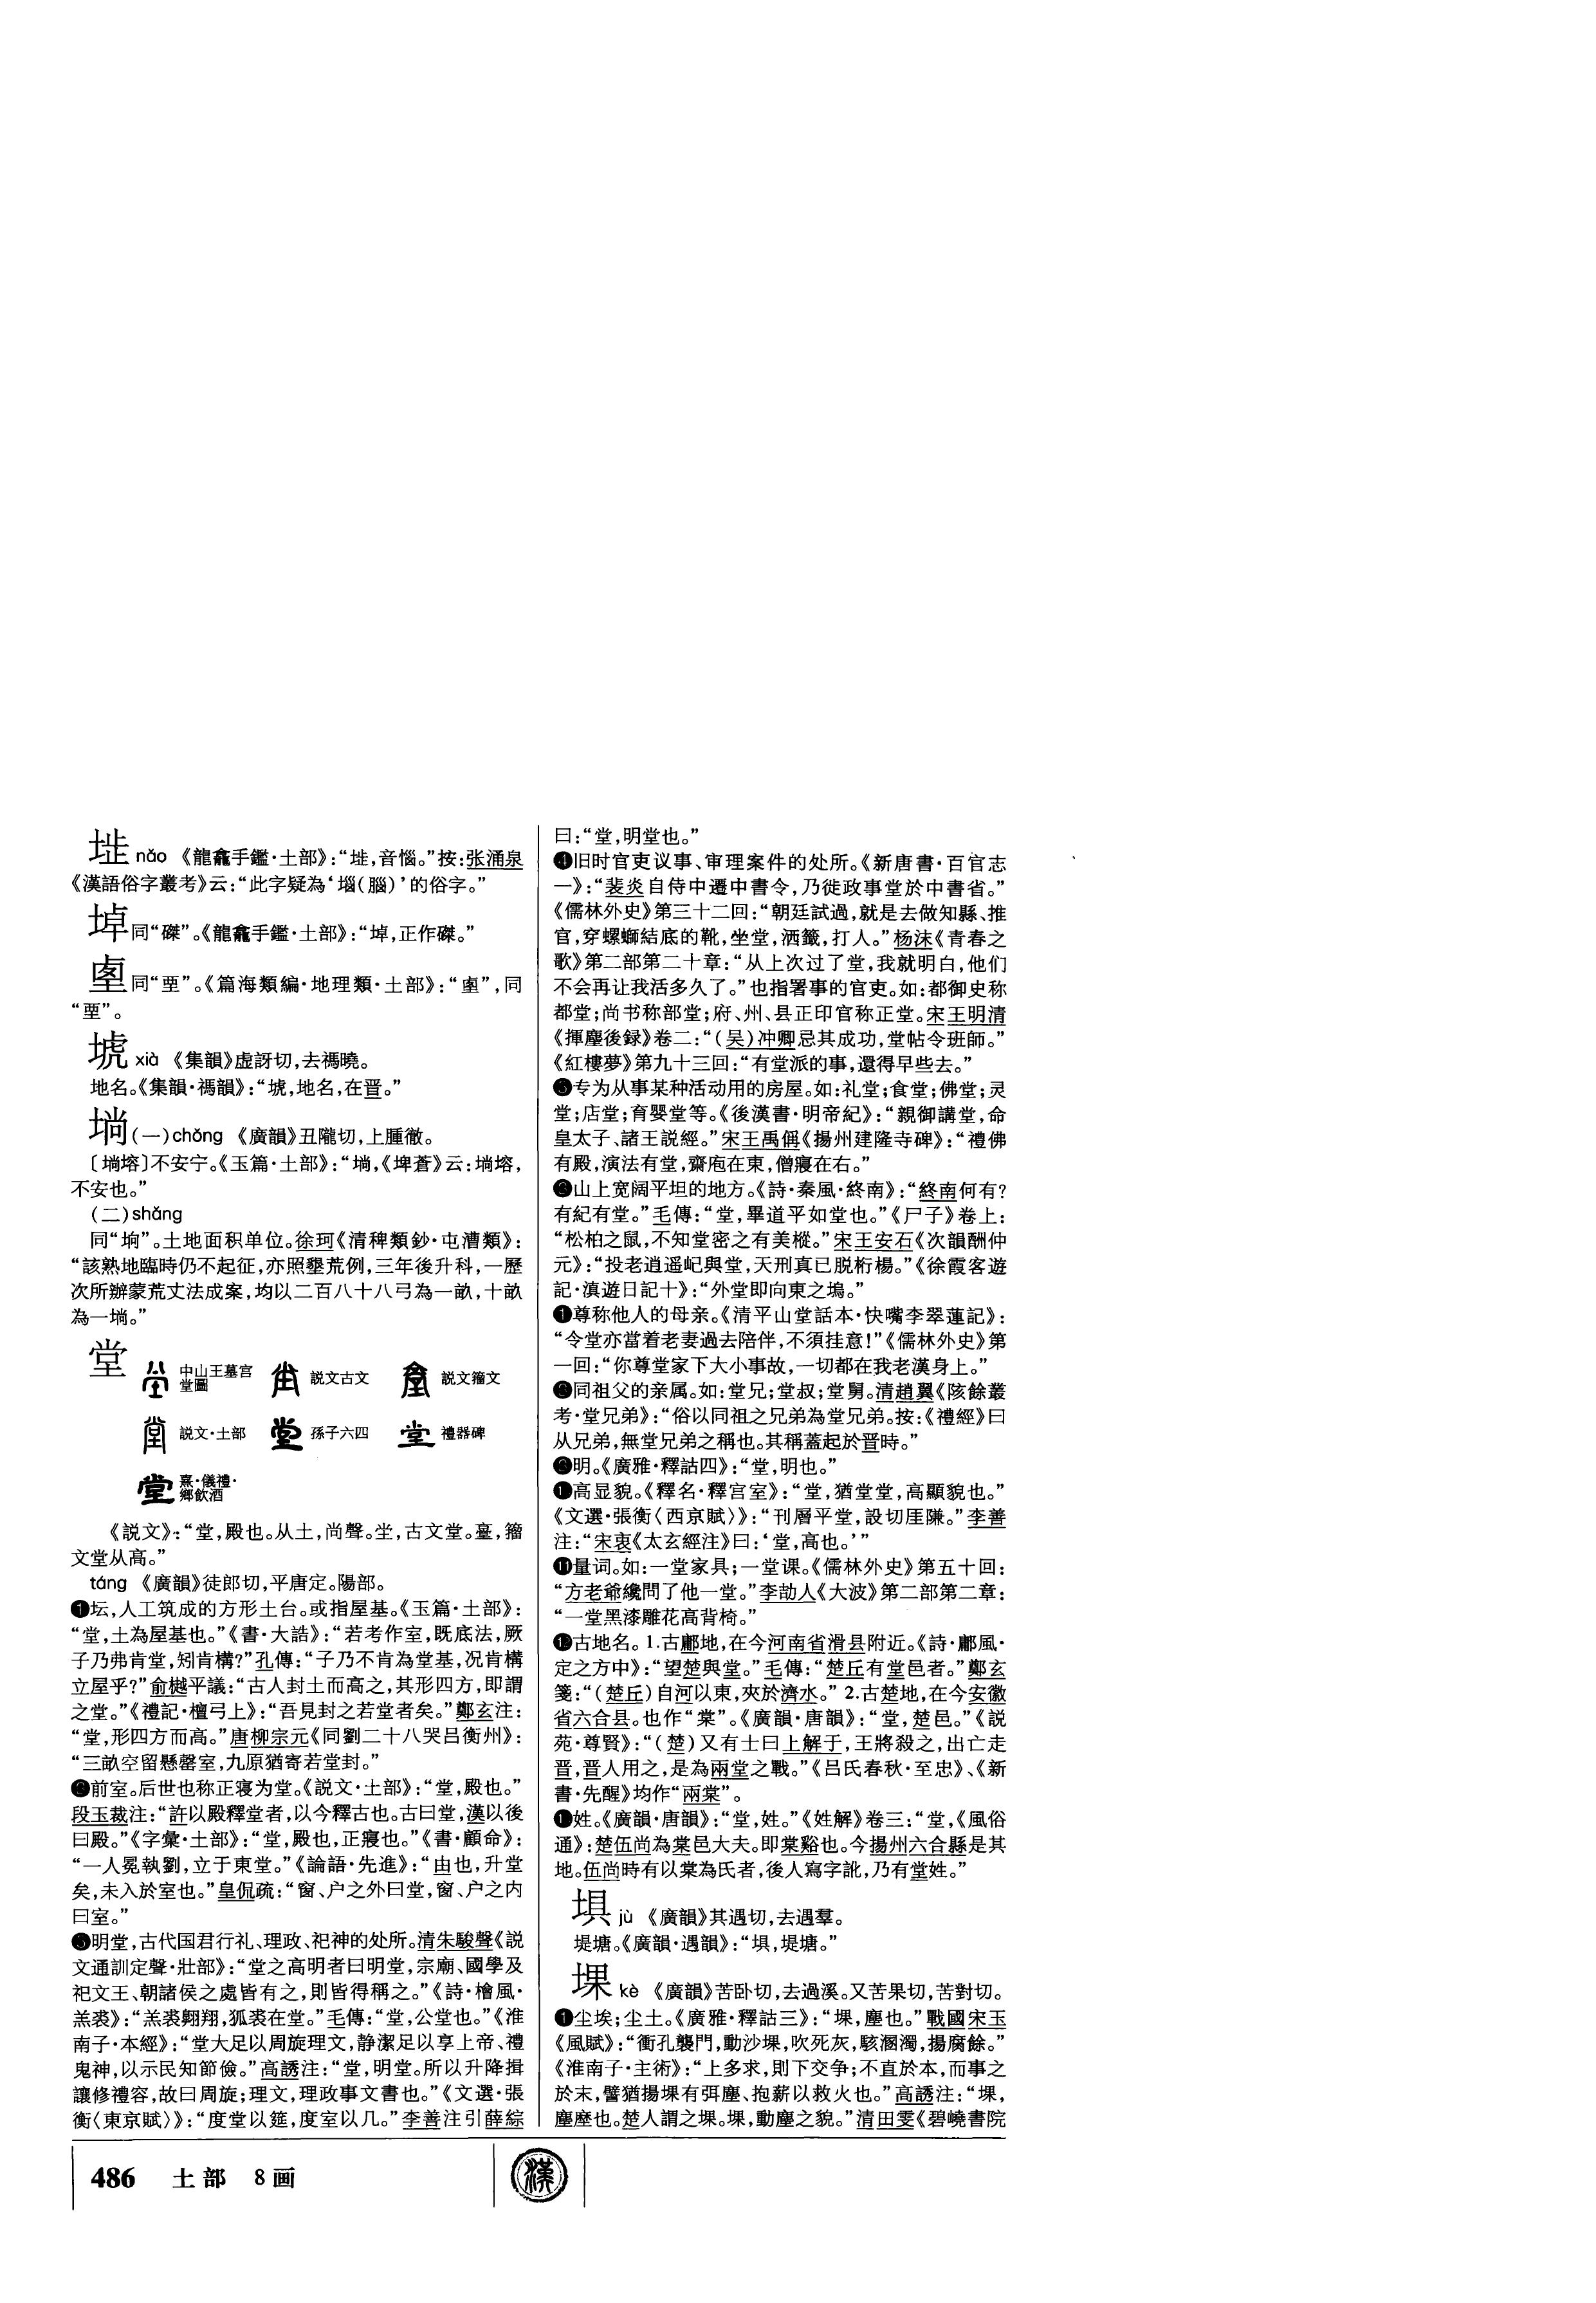 nǎo 《龍龕手鑑·土部》：“，音惱。”按：张涌泉
《漢語俗字叢考》云：“此字疑為‘㙇(腦)’的俗字。”
埻同“磔”。《龍龕手鑑·土部》：“，正作磔。”
同“垔”。《篇海類編·地理類·土部》：“”，同
“垔”。
xià 《集韻》虚訝切，去禡曉。
地名。《集韻·禡韻》：“，地名，在晋。”
(一)chǒng 《廣韻》丑隴切，上腫徹。
〔塎〕不安宁。《玉篇·土部》：“，《埤蒼》云：塎，
不安也。”
(二)shǎng
同“垧”。土地面积单位。徐珂《清稗類鈔·屯漕類》：
“該熟地臨時仍不起征，亦照墾荒例，三年後升科，一歷
次所辦蒙荒丈法成案，均以二百八十八弓為一畝，十畝
為一。”
堂
中山王墓宫堂圖 説文古文 説文籀文
説文·土部 孫子六四 禮器碑
熹·儀禮·鄉飲酒
《説文》：“堂，殿也。从土，尚聲。坣，古文堂。，籀
文堂从高。”
táng 《廣韻》徒郎切，平唐定。陽部。
❶坛，人工筑成的方形土台。或指屋基。《玉篇·土部》：
“堂，土為屋基也。”《書·大誥》：“若考作室，既底法，厥
子乃弗肯堂，矧肯構？”孔傳：“子乃不肯為堂基，况肯構
立屋乎？”俞樾平議：“古人封土而高之，其形四方，即謂
之堂。”《禮記·檀弓上》：“吾見封之若堂者矣。”鄭玄注：
“堂，形四方而高。”唐柳宗元《同劉二十八哭吕衡州》：
“三畝空留懸罄室，九原猶寄若堂封。”
❷前室。后世也称正寝为堂。《説文·土部》：“堂，殿也。”
段玉裁注：“許以殿釋堂者，以今釋古也。古曰堂，漢以後
曰殿。”《字彙·土部》：“堂，殿也，正寢也。”《書·顧命》：
“一人冕執劉，立于東堂。”《論語·先進》：“由也，升堂
矣，未入於室也。”皇侃疏：“窗、户之外曰堂，窗、户之内
曰室。”
❸明堂，古代国君行礼、理政、祀神的处所。清朱駿聲《説
文通訓定聲·壯部》：“堂之高明者曰明堂，宗廟、國學及
祀文王、朝諸侯之處皆有之，則皆得稱之。”《詩·檜風·
羔裘》：“羔裘翺翔，狐裘在堂。”毛傳：“堂，公堂也。”《淮
南子·本經》：“堂大足以周旋理文，静潔足以享上帝、禮
鬼神，以示民知節儉。”高誘注：“堂，明堂。所以升降揖
讓修禮容，故曰周旋；理文，理政事文書也。”《文選·張
衡〈東京賦〉》：“度堂以筵，度室以几。”李善注引薛綜
曰：“堂，明堂也。”
❹旧时官吏议事、审理案件的处所。《新唐書·百官志
一》：“裴炎自侍中遷中書令，乃徙政事堂於中書省。”
《儒林外史》第三十二回：“朝廷試過，就是去做知縣、推
官，穿螺螄結底的靴，坐堂，洒籤，打人。”杨沫《青春之
歌》第二部第二十章：“从上次过了堂，我就明白，他们
不会再让我活多久了。”也指署事的官吏。如：都御史称
都堂；尚书称部堂；府、州、县正印官称正堂。宋王明清
《揮麈後録》卷二：“(吴)冲卿忌其成功，堂帖令班師。”
《紅樓夢》第九十三回：“有堂派的事，還得早些去。”
❺专为从事某种活动用的房屋。如：礼堂；食堂；佛堂；灵
堂；店堂；育婴堂等。《後漢書·明帝紀》：“親御講堂，命
皇太子、諸王説經。”宋王禹偁《揚州建隆寺碑》：“禮佛
有殿，演法有堂，齋庖在東，僧寢在右。”
❻山上宽阔平坦的地方。《詩·秦風·終南》：“終南何有？
有紀有堂。”毛傳：“堂，畢道平如堂也。”《尸子》卷上：
“松柏之鼠，不知堂密之有美樅。”宋王安石《次韻酬仲
元》：“投老逍遥屺與堂，天刑真已脱桁楊。”《徐霞客遊
記·滇遊日記十》：“外堂即向東之塢。”
❼尊称他人的母亲。《清平山堂話本·快嘴李翠蓮記》：
“令堂亦當着老妻過去陪伴，不須挂意！”《儒林外史》第
一回：“你尊堂家下大小事故，一切都在我老漢身上。”
❽同祖父的亲属。如：堂兄；堂叔；堂舅。清趙翼《陔餘叢
考·堂兄弟》：“俗以同祖之兄弟為堂兄弟。按：《禮經》曰
从兄弟，無堂兄弟之稱也。其稱蓋起於晋時。”
❾明。《廣雅·釋詁四》：“堂，明也。”
❿高显貌。《釋名·釋宫室》：“堂，猶堂堂，高顯貌也。”
《文選·張衡〈西京賦〉》：“刊層平堂，設切厓隒。”李善
注：“宋衷《太玄經注》曰：‘堂，高也。’”
⓫量词。如：一堂家具；一堂课。《儒林外史》第五十回：
“方老爺纔問了他一堂。”李劼人《大波》第二部第二章：
“一堂黑漆雕花高背椅。”
⓬古地名。1.古鄘地，在今河南省滑县附近。《詩·鄘風·
定之方中》：“望楚與堂。”毛傳：“楚丘有堂邑者。”鄭玄
箋：“(楚丘)自河以東，夾於濟水。”2.古楚地，在今安徽
省六合县。也作“棠”。《廣韻·唐韻》：“堂，楚邑。”《説
苑·尊賢》：“(楚)又有士曰上解于，王將殺之，出亡走
晋，晋人用之，是為兩堂之戰。”《吕氏春秋·至忠》、《新
書·先醒》均作“兩棠”。
⓭姓。《廣韻·唐韻》：“堂，姓。”《姓解》卷三：“堂，《風俗
通》：楚伍尚為棠邑大夫。即棠谿也。今揚州六合縣是其
地。伍尚時有以棠為氏者，後人寫字訛，乃有堂姓。”
埧 jù 《廣韻》其遇切，去遇羣。
堤塘。《廣韻·遇韻》：“埧，堤塘。”
堁 kè 《廣韻》苦卧切，去過溪。又苦果切，苦對切。
❶尘埃；尘土。《廣雅·釋詁三》：“堁，塵也。”戰國宋玉
《風賦》：“衝孔襲門，動沙堁，吹死灰，駭溷濁，揚腐餘。”
《淮南子·主術》：“上多求，則下交争；不直於本，而事之
於末，譬猶揚堁有弭塵、抱薪以救火也。”高誘注：“堁，
塵塺也。楚人謂之堁。堁，動塵之貌。”清田雯《碧嶢書院
486 土部 8画
漢